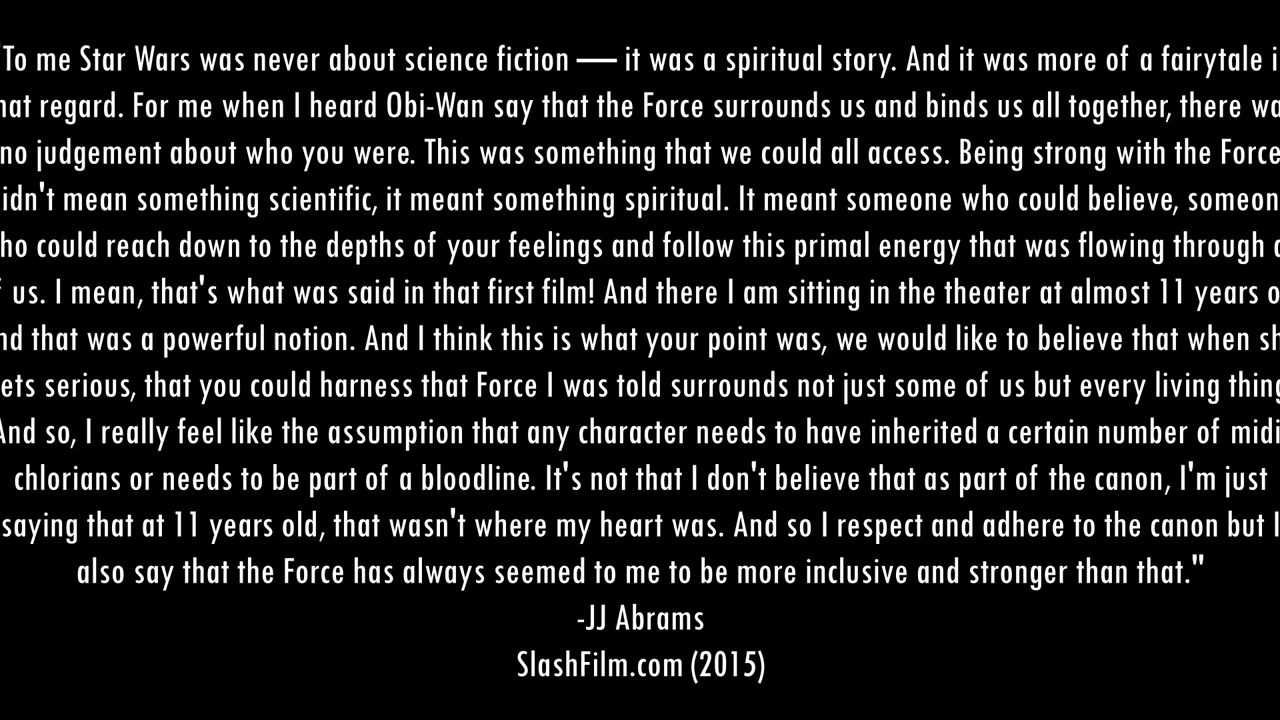 "To me Star Wars was never about science fiction — it was a spiritual story. And it was more of a fairytale i
hat regard. For me when I heard Obi-Wan say that the Force surrounds us and binds us all together, there wa
no judgement about who you were. This was something that we could all access. Being strong with the Force
idn't mean something scientific, it meant something spiritual. It meant someone who could believe, someon
ho could reach down to the depths of your feelings and follow this primal energy that was flowing through a
f us. I mean, that's what was said in that first film! And there I am sitting in the theater at almost 11 years o
nd that was a powerful notion. And I think this is what your point was, we would like to believe that when sh
ets serious, that you could harness that Force I was told surrounds not just some of us but every living thing
And so, I really feel like the assumption that any character needs to have inherited a certain number of midi
chlorians or needs to be part of a bloodline. It's not that I don't believe that as part of the canon, I'm just
saying that at 11 years old, that wasn't where my heart was. And so I respect and adhere to the canon but I
also say that the Force has always seemed to me to be more inclusive and stronger than that."
-JJ Abrams
SlashFilm.com (2015)